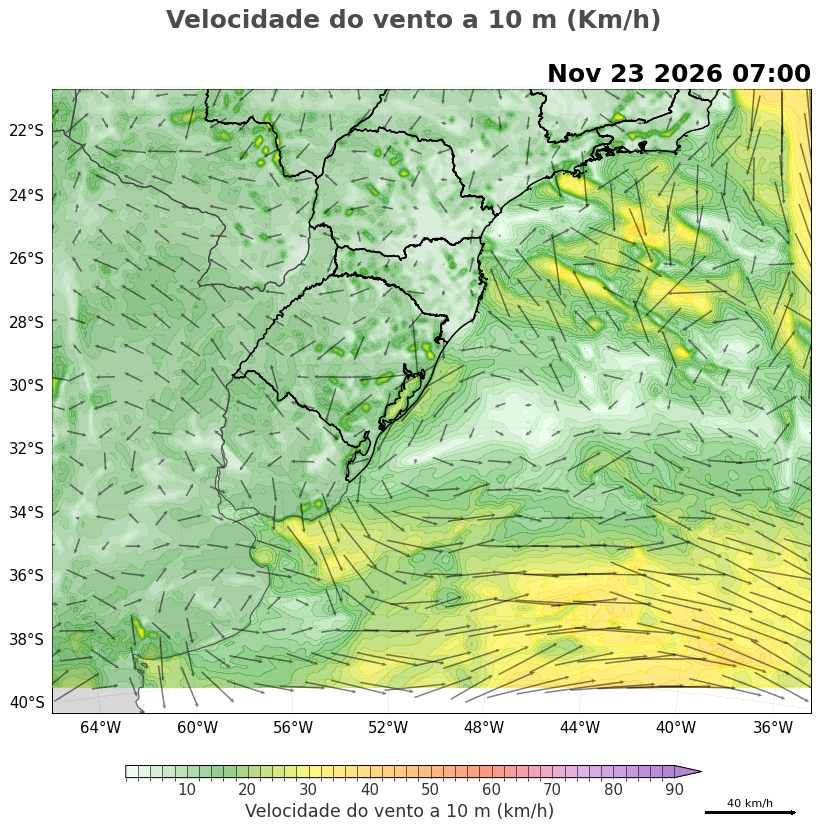 Velocidade do vento a 10 m (Km/h)
Nov 23 2026 07:00
22°S
24°S
26°S
28°S
30°S
32°S
34°S
36°S
38°S
40°S
64°W 60°W 56°W 52°W 48°W 44°W 40°W 36°W
10 20 30 40 50 60 70 80 90
Velocidade do vento a 10 m (km/h)
40 km/h